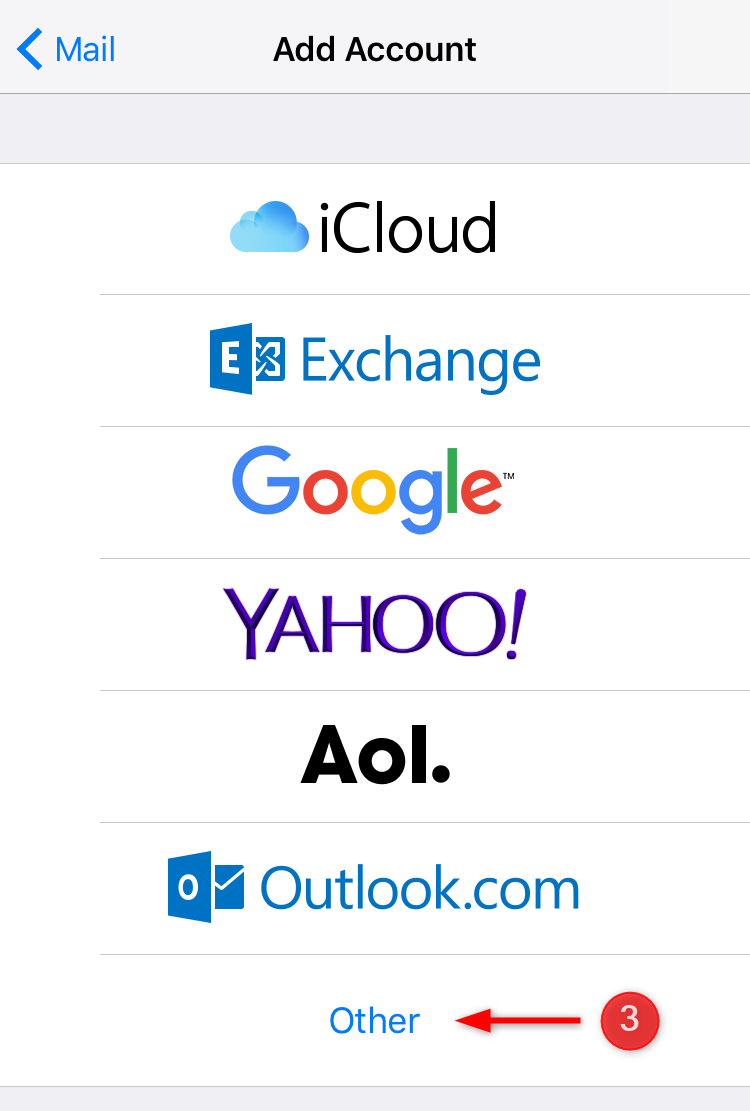 Mail Add Account
iCloud
E Exchange
Google™
YAHOO!
Aol.
O Outlook.com
Other 3